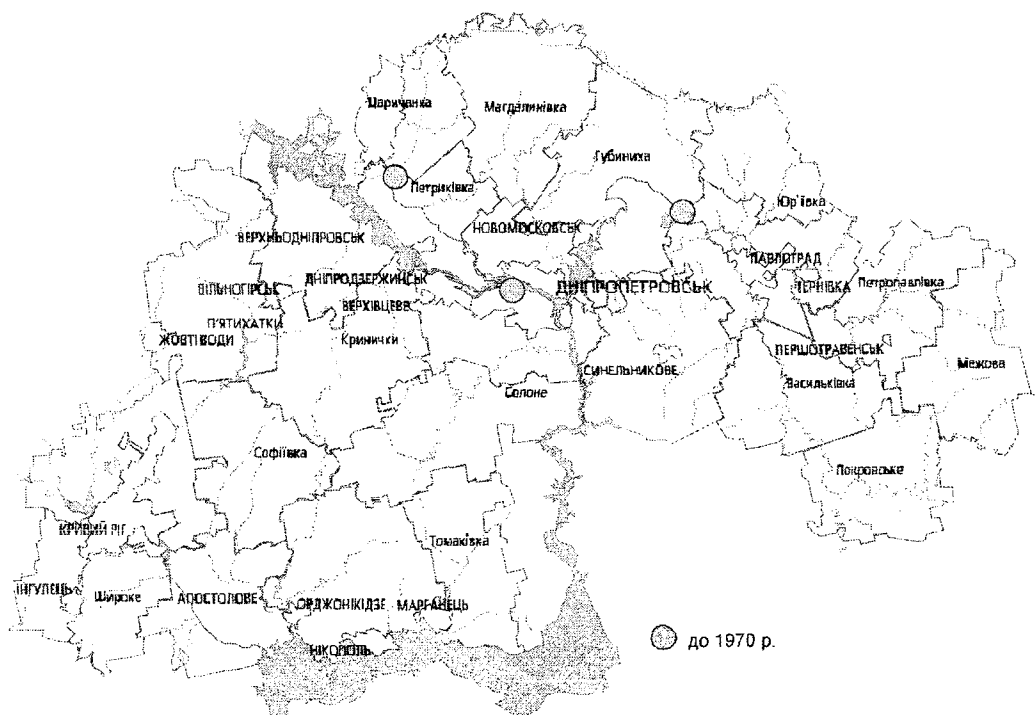 Царичанка
Магдалинівка
Губиниха
Петриківка
Юр'ївка
НОВОМОСКОВСЬК
ВЕРХНЬОДНІПРОВСЬК
ПАВЛОГРАД
ДНІПРОДЗЕРЖИНСЬК
ДНІПРОПЕТРОВСЬК
ТЕРНІВКА
Петропавлівка
ВІЛЬНОГІРСЬК
ВЕРХІВЦЕВЕ
П'ЯТИХАТКИ
ЖОВТІ ВОДИ
Кринички
ПЕРШОТРАВЕНСЬК
Межова
СИНЕЛЬНИКОВЕ
Васильківка
Солоне
Софіївка
Покровське
КРИВИЙ РІГ
Томаківка
ІНГУЛЕЦЬ
Широке
АПОСТОЛОВЕ
ОРДЖОНІКІДЗЕ
МАРГАНЕЦЬ
НІКОПОЛЬ
до 1970 р.